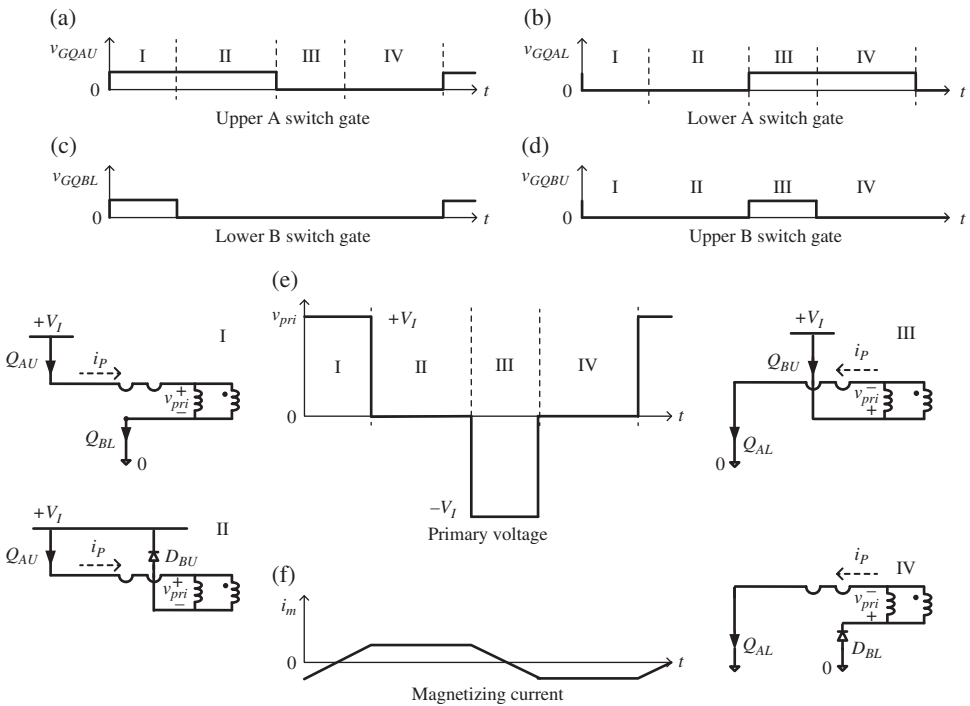 (a)
v_GQAU
I II III IV
0
t
Upper A switch gate
(b)
v_GQAL
I II III IV
0
t
Lower A switch gate
(c)
v_GQBL
0
t
Lower B switch gate
(d)
v_GQBU
I II III IV
0
t
Upper B switch gate
(e)
v_pri
+V_I
I II III IV
0
t
−V_I
Primary voltage
+V_I
I
Q_AU
i_P
+
v_pri
−
Q_BL
0
+V_I
II
Q_AU
i_P
D_BU
+
v_pri
−
+V_I
III
Q_BU
i_P
−
v_pri
+
Q_AL
0
(f)
i_m
0
t
Magnetizing current
i_P
IV
−
v_pri
+
Q_AL
D_BL
0